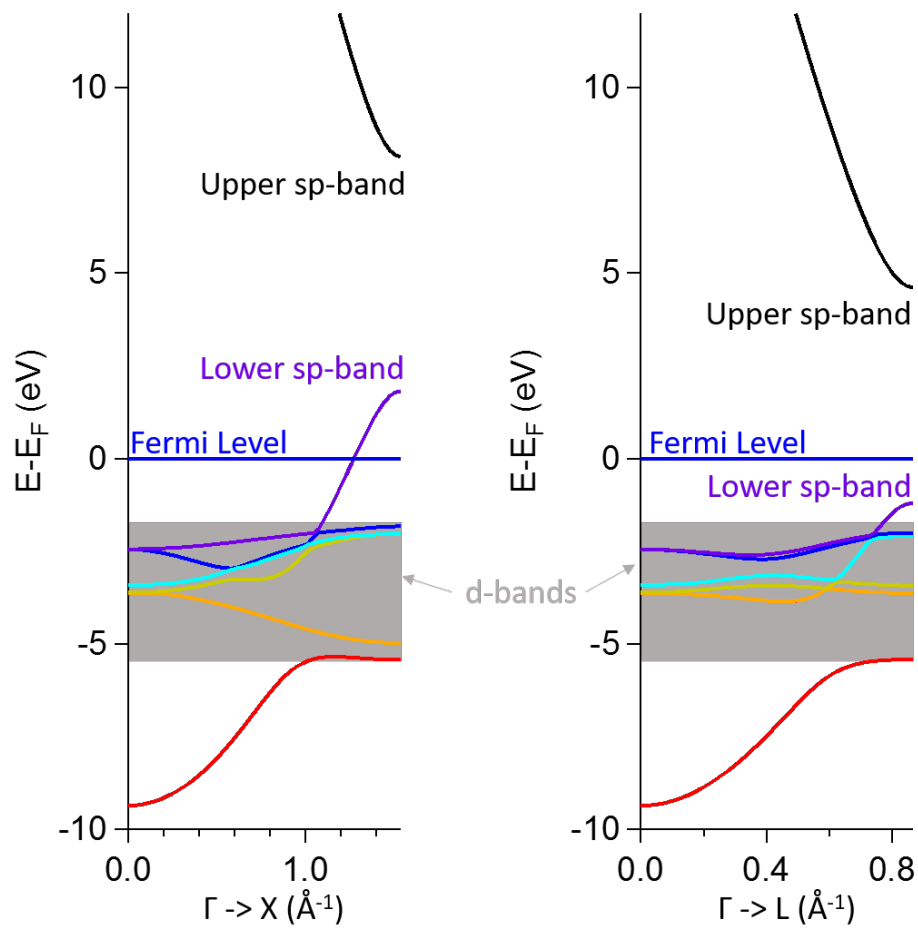 10
5
0
-5
-10
E-E_F (eV)
Upper sp-band
Lower sp-band
Fermi Level
0.0
1.0
Γ -> X (Å⁻¹)
d-bands
10
5
0
-5
-10
E-E_F (eV)
Upper sp-band
Fermi Level
Lower sp-band
0.0
0.4
0.8
Γ -> L (Å⁻¹)